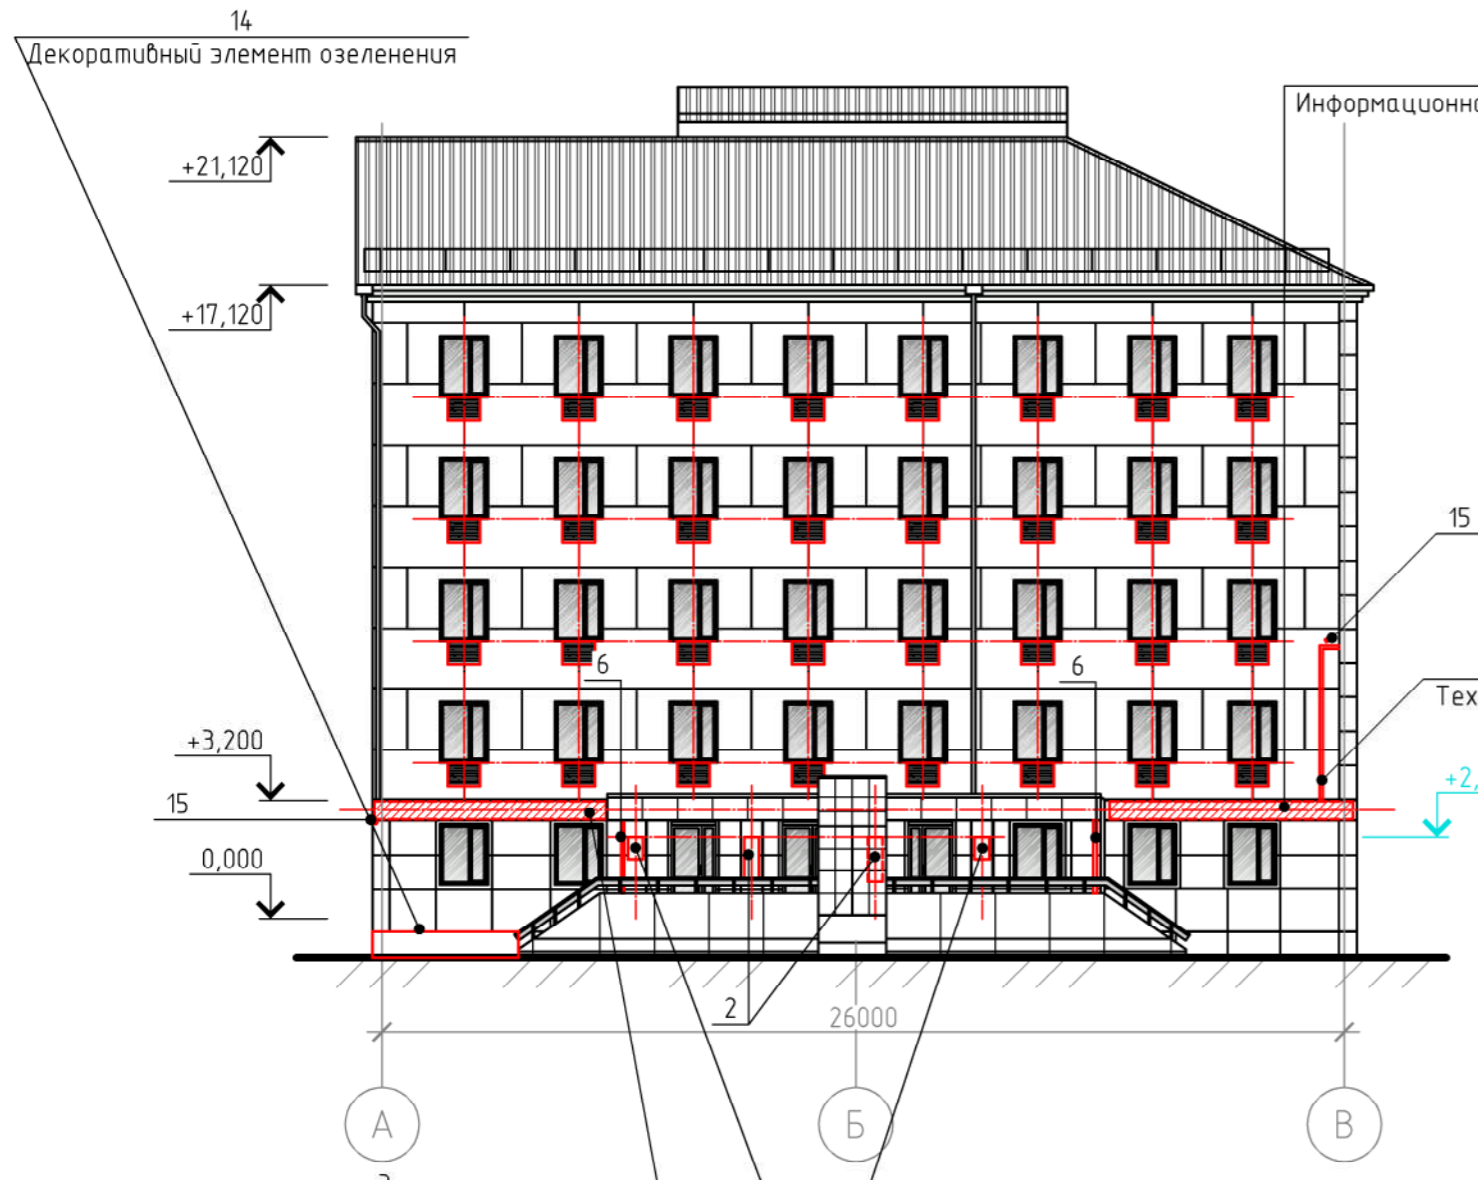 14
Декоративный элемент озеленения
Информационно
+21,120
+17,120
15
6
6
Тех
+3,200
+2,
15
0,000
2
26000
А
Б
В